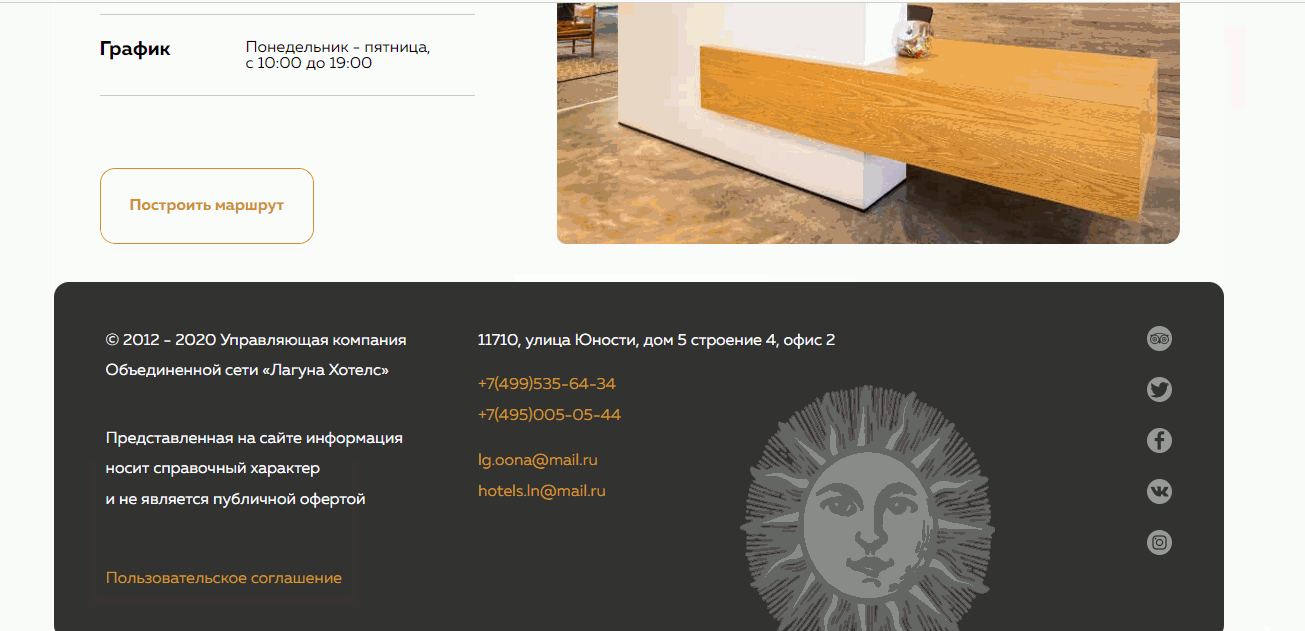 График
Понедельник - пятница,
с 10:00 до 19:00
Построить маршрут
© 2012 - 2020 Управляющая компания
Объединенной сети «Лагуна Хотелс»
Представленная на сайте информация
носит справочный характер
и не является публичной офертой
Пользовательское соглашение
11710, улица Юности, дом 5 строение 4, офис 2
+7(499)535-64-34
+7(495)005-05-44
lg.oona@mail.ru
hotels.ln@mail.ru